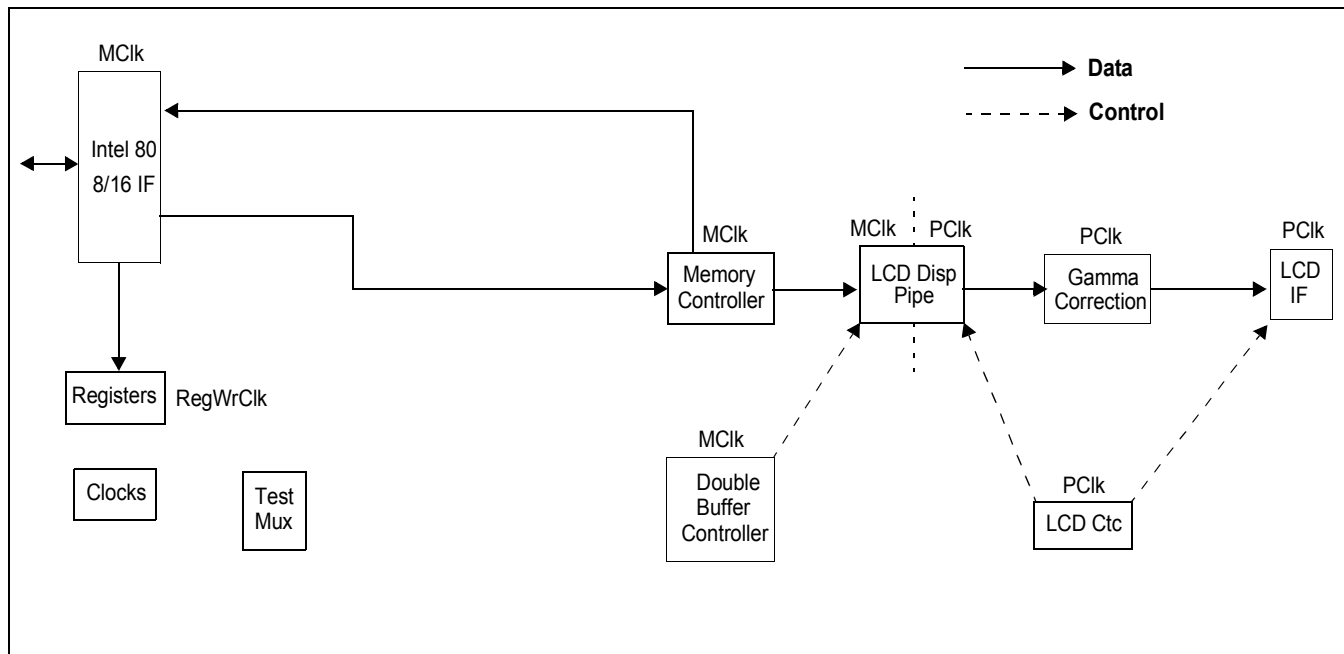 MClk
Data
Control
Intel 80
8/16 IF
MClk
MClk
PClk
PClk
PClk
Memory
Controller
LCD Disp
Pipe
Gamma
Correction
LCD
IF
Registers
RegWrClk
MClk
Clocks
Test
Mux
Double
Buffer
Controller
PClk
LCD Ctc